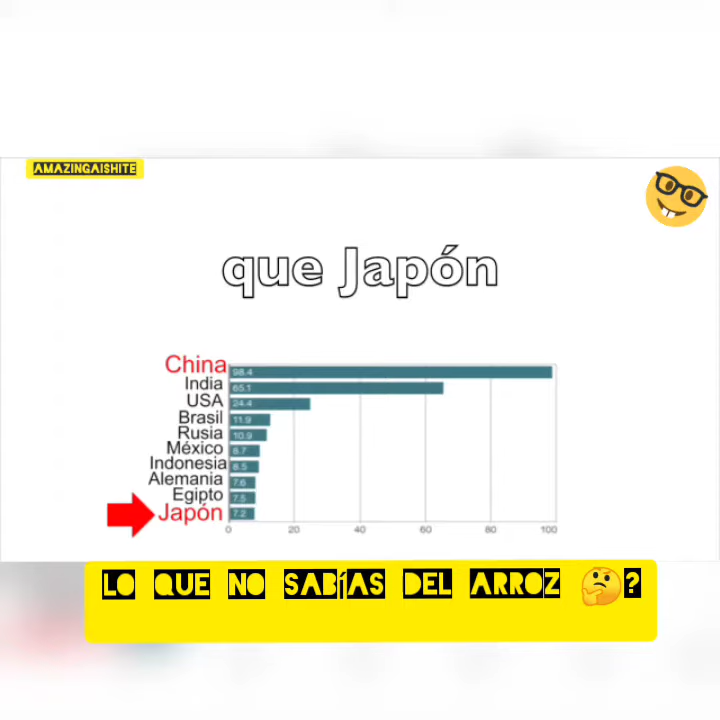 AMAZINGAISHITE
que Japón
China 98.4
India 65.1
USA 24.4
Brasil 11.9
Rusia 10.9
México 8.7
Indonesia 8.5
Alemania 7.6
Egipto 7.5
Japón 7.2
0 20 40 60 80 100
LO QUE NO SABÍAS DEL ARROZ 🤔?